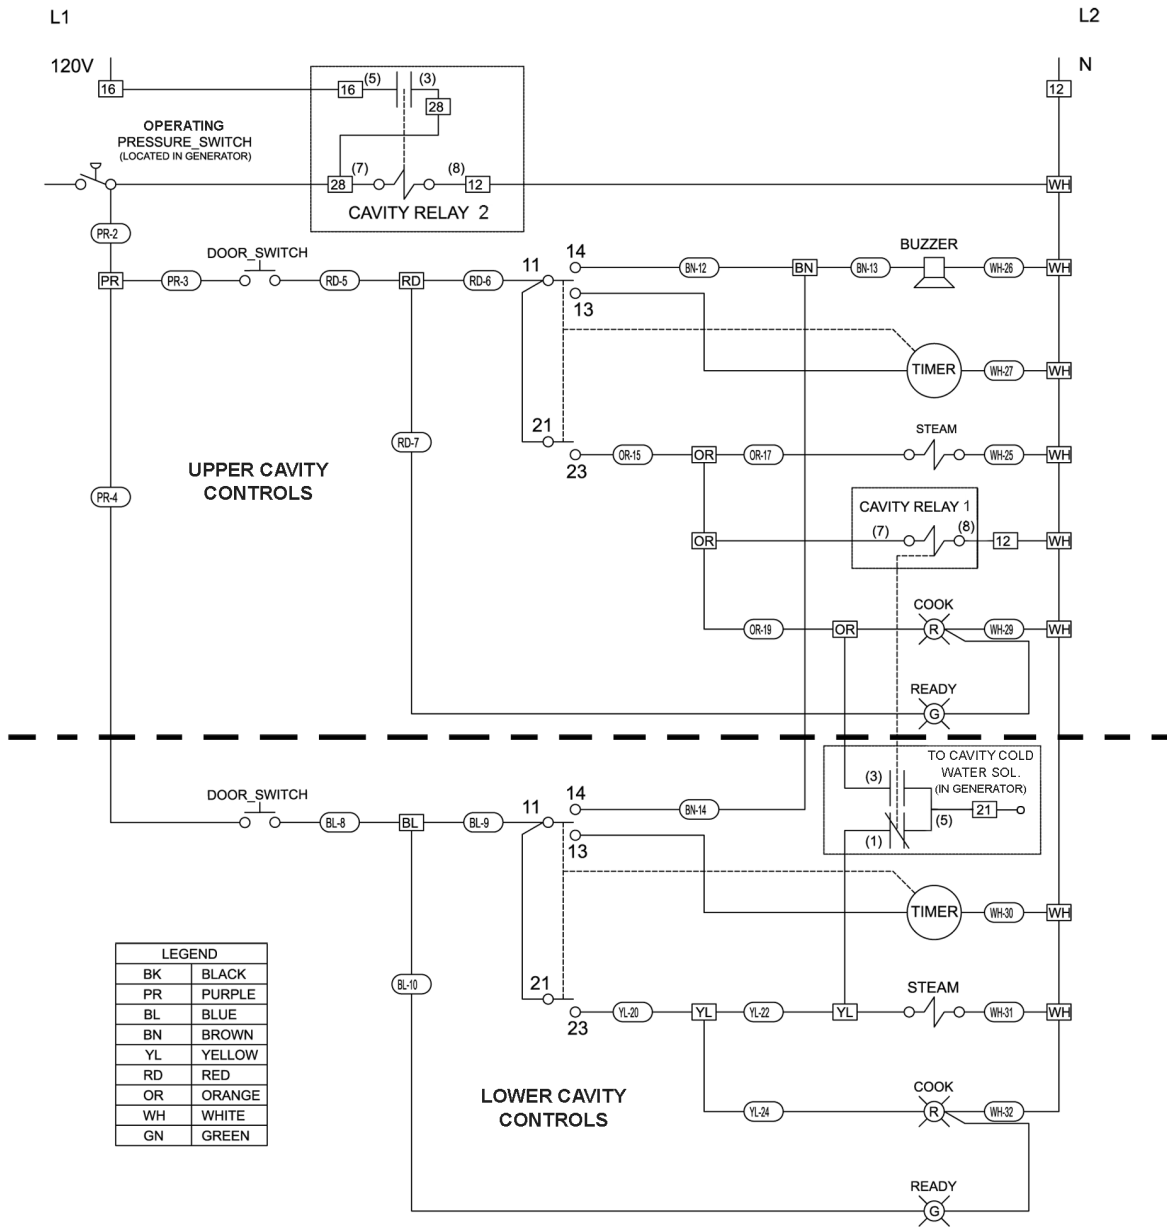 L1
L2
120V
N
16
16
(5)
(3)
28
12
OPERATING
PRESSURE_SWITCH
(LOCATED IN GENERATOR)
28
(7)
(8)
12
WH
CAVITY RELAY 2
PR-2
DOOR_SWITCH
PR
PR-3
RD-5
RD
RD-6
11
14
13
BN-12
BN
BN-13
BUZZER
WH-26
WH
TIMER
WH-27
WH
RD-7
21
23
OR-15
OR
OR-17
STEAM
WH-25
WH
UPPER CAVITY
CONTROLS
PR-4
CAVITY RELAY 1
OR
(7)
(8)
12
WH
COOK
OR-19
OR
R
WH-29
WH
READY
G
TO CAVITY COLD
WATER SOL.
(IN GENERATOR)
(3)
21
(5)
(1)
DOOR_SWITCH
BL-8
BL
BL-9
11
14
13
BN-14
TIMER
WH-30
WH
BL-10
21
23
YL-20
YL
YL-22
YL
STEAM
WH-31
WH
LEGEND
BK BLACK
PR PURPLE
BL BLUE
BN BROWN
YL YELLOW
RD RED
OR ORANGE
WH WHITE
GN GREEN
LOWER CAVITY
CONTROLS
COOK
YL-24
R
WH-32
READY
G